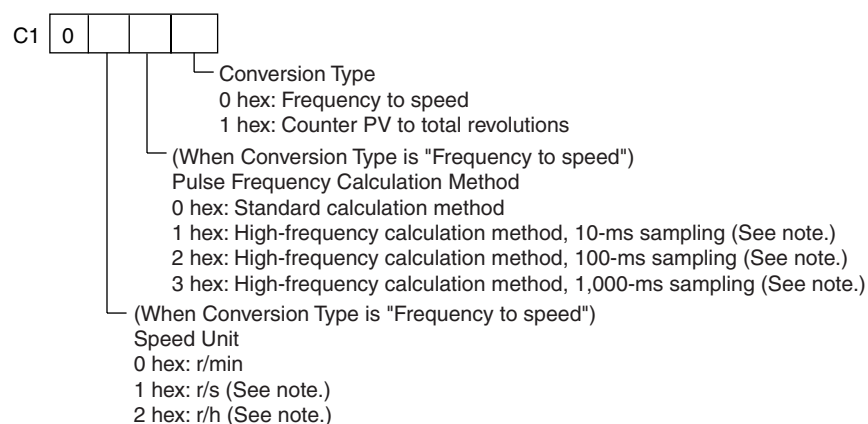 C1 0
Conversion Type
0 hex: Frequency to speed
1 hex: Counter PV to total revolutions
(When Conversion Type is "Frequency to speed")
Pulse Frequency Calculation Method
0 hex: Standard calculation method
1 hex: High-frequency calculation method, 10-ms sampling (See note.)
2 hex: High-frequency calculation method, 100-ms sampling (See note.)
3 hex: High-frequency calculation method, 1,000-ms sampling (See note.)
(When Conversion Type is "Frequency to speed")
Speed Unit
0 hex: r/min
1 hex: r/s (See note.)
2 hex: r/h (See note.)